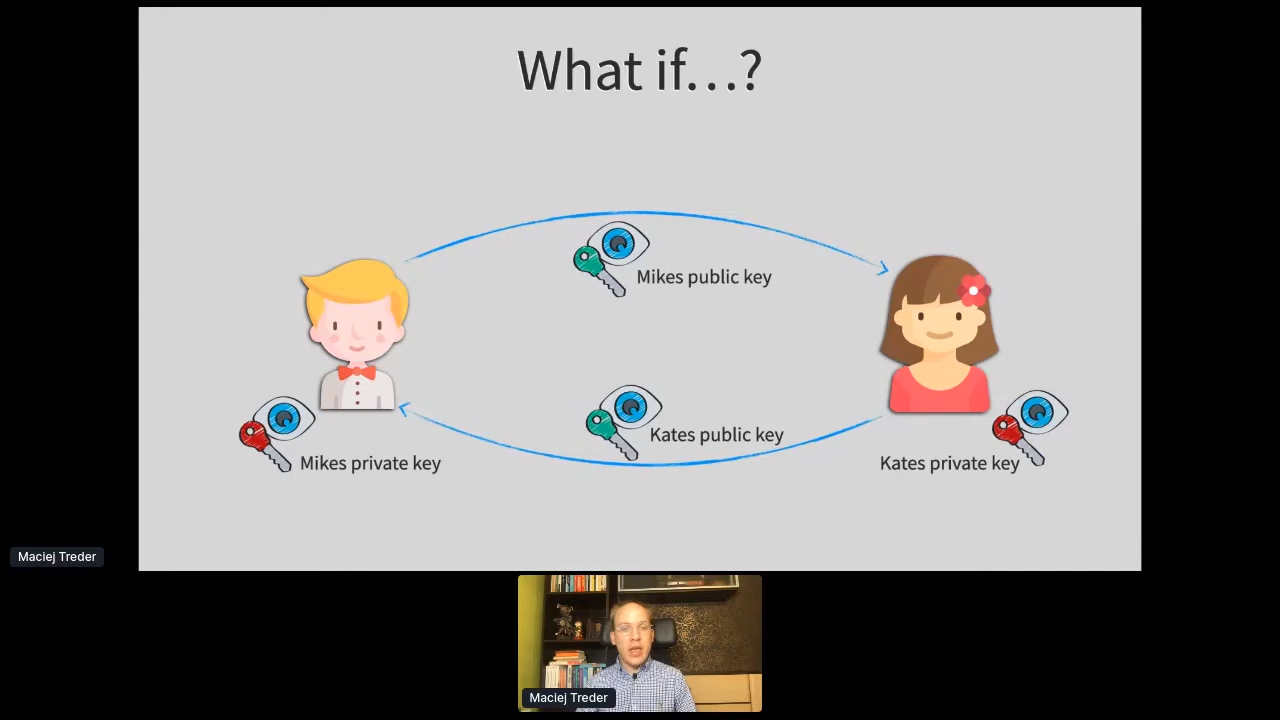 What if...?
Mikes public key
Kates public key
Mikes private key
Kates private key
Maciej Treder
Maciej Treder